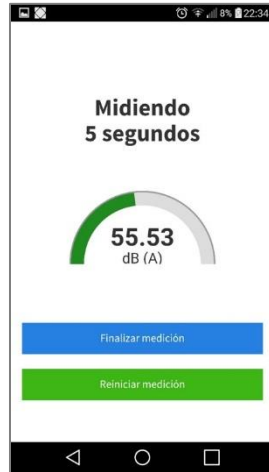 8% 22:34
Midiendo
5 segundos
55.53
dB (A)
Finalizar medición
Reiniciar medición